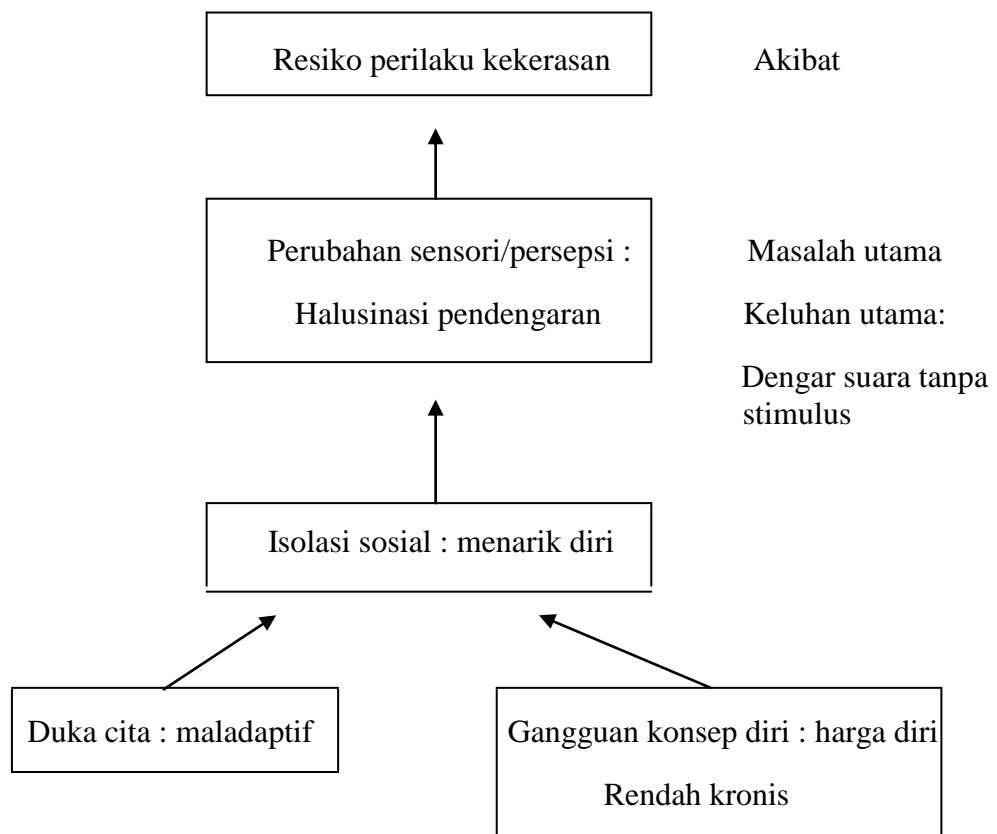 Resiko perilaku kekerasan
Akibat
Perubahan sensori/persepsi :
Halusinasi pendengaran
Masalah utama
Keluhan utama:
Dengar suara tanpa
stimulus
Isolasi sosial : menarik diri
Duka cita : maladaptif
Gangguan konsep diri : harga diri
Rendah kronis